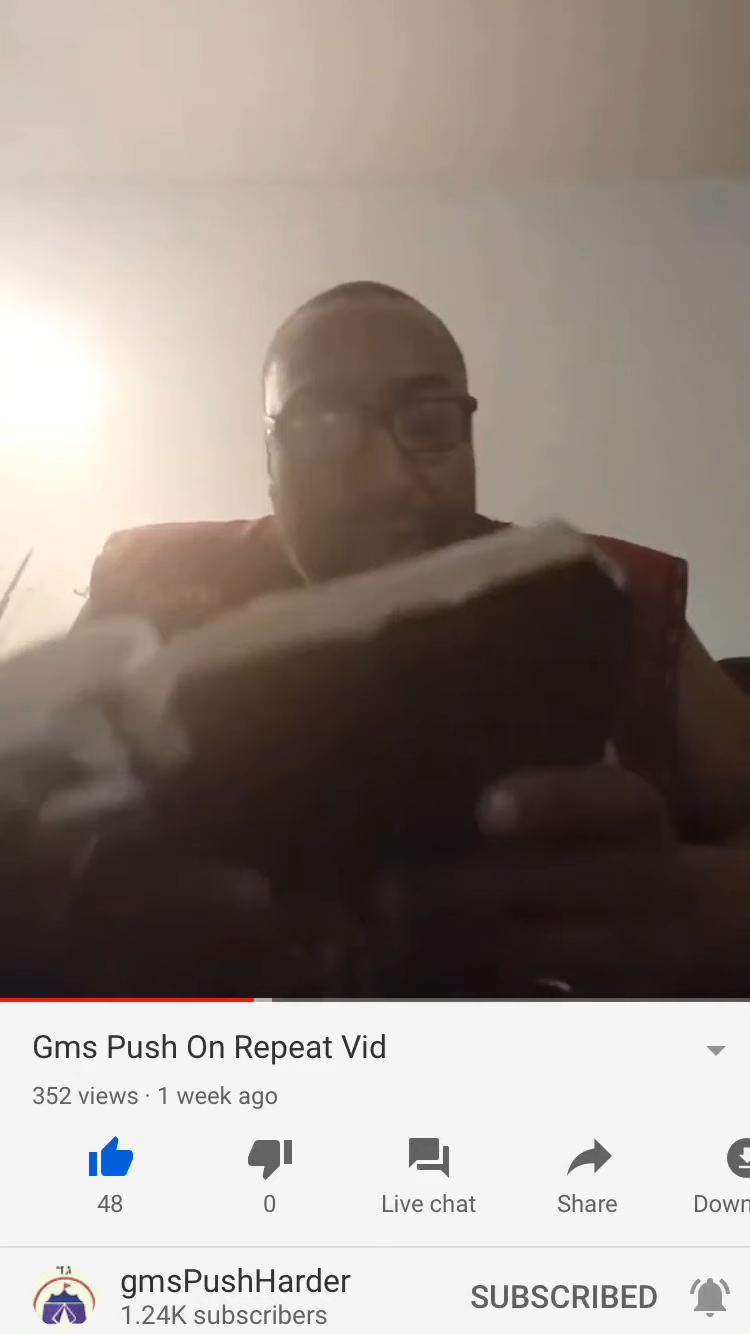 Gms Push On Repeat Vid
352 views · 1 week ago
48
0
Live chat
Share
Down
גד
gmsPushHarder
SUBSCRIBED
1.24K subscribers